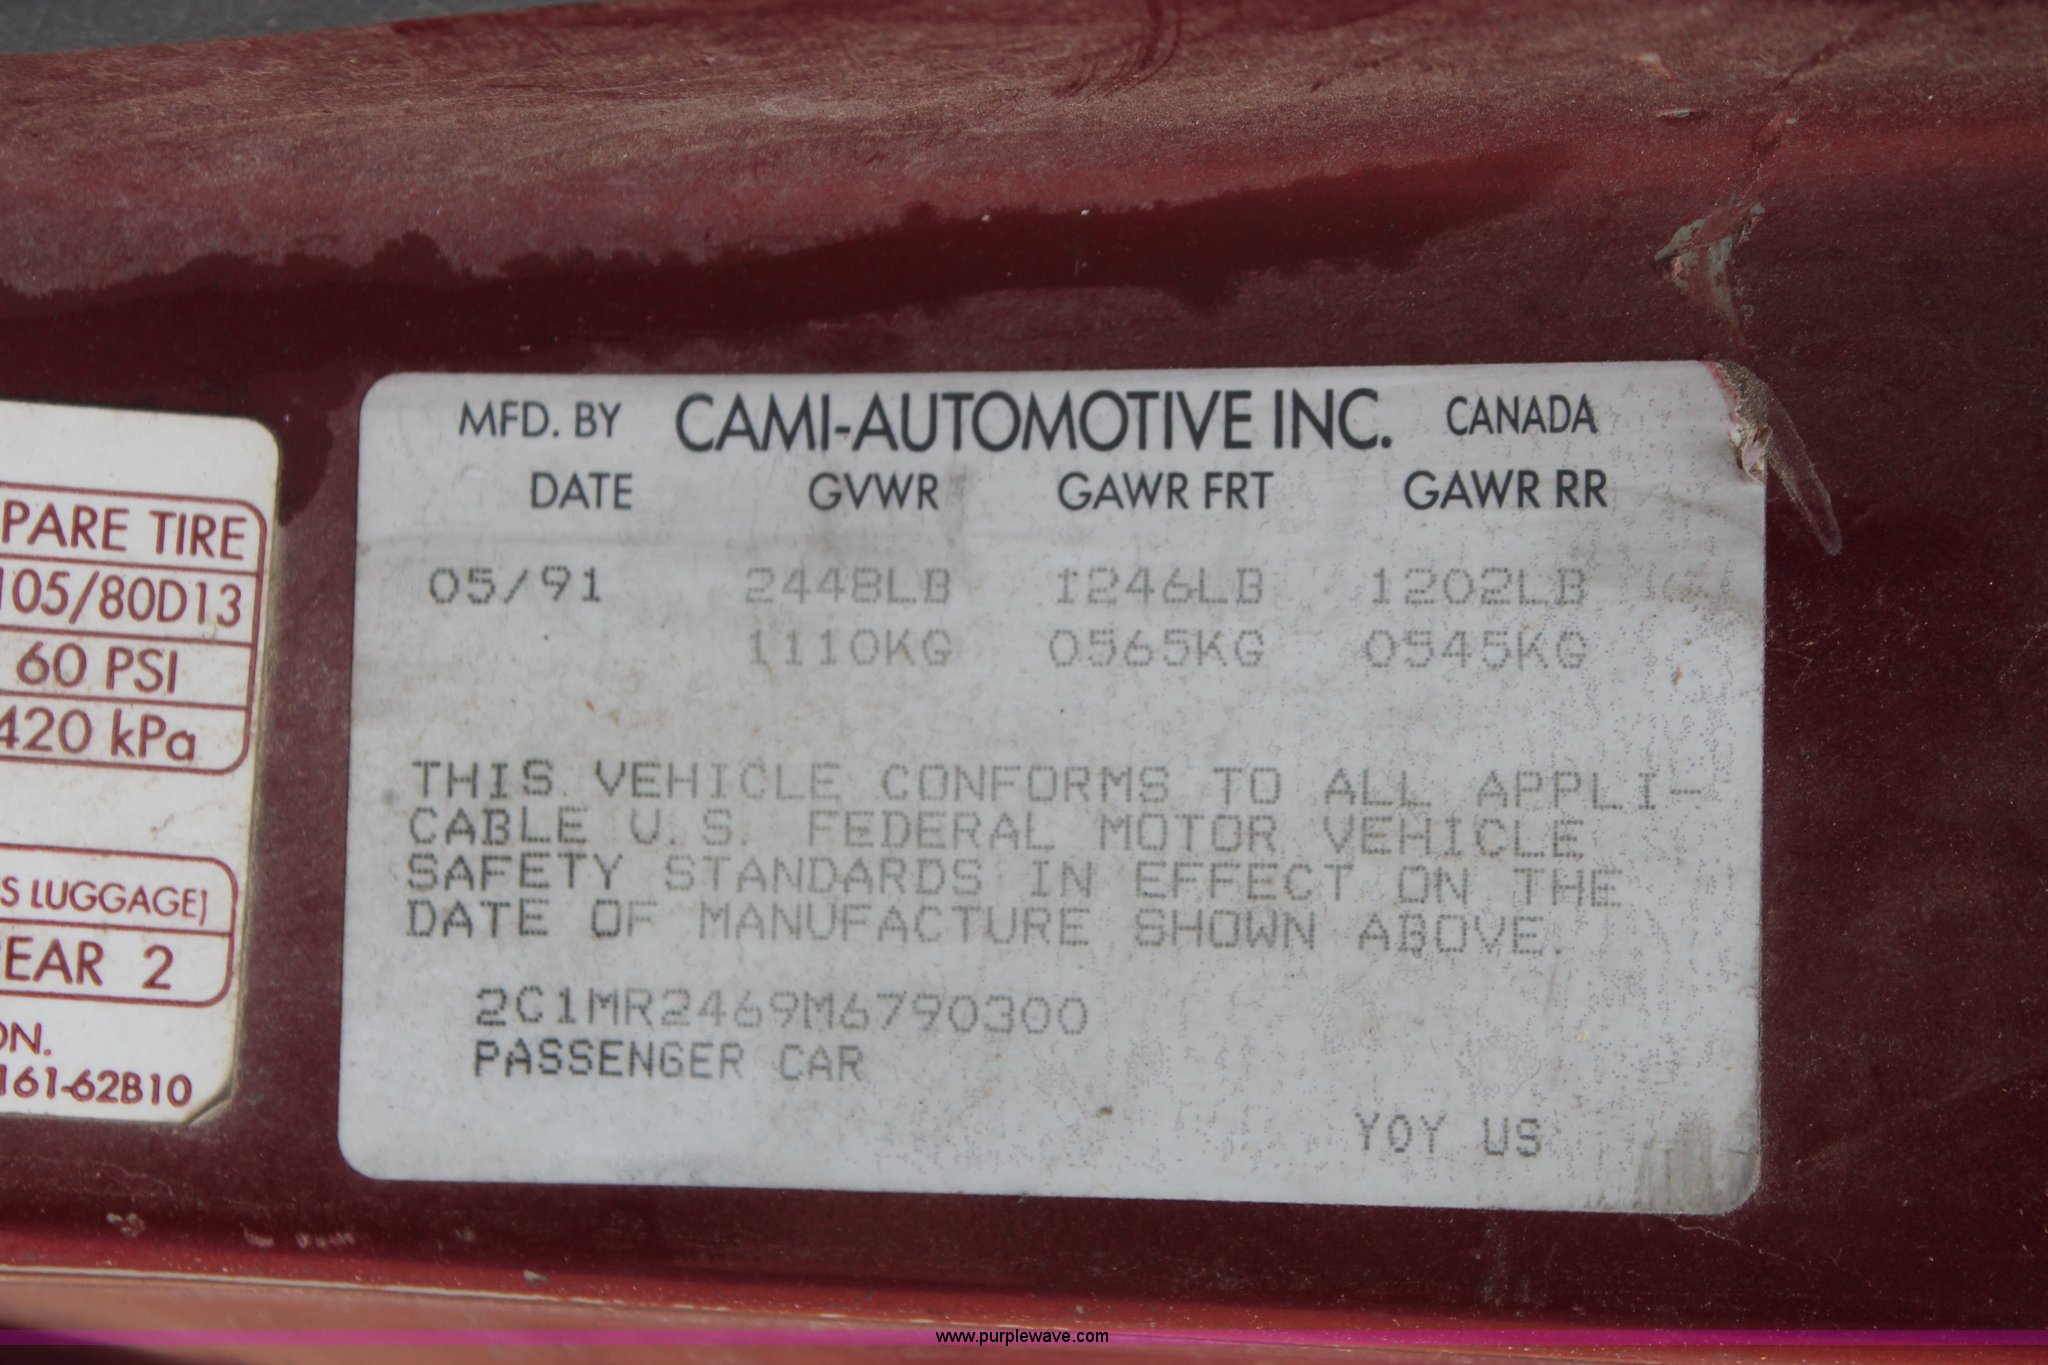 PARE TIRE
105/80D13
60 PSI
420 kPa
S LUGGAGE)
EAR 2
ON.
161-62B10
MFD. BY CAMI-AUTOMOTIVE INC. CANADA
DATE GVWR GAWR FRT GAWR RR
05/91 2448LB 1246LB 1202LB
1110KG 0565KG 0545KG
THIS VEHICLE CONFORMS TO ALL APPLI-
CABLE U.S. FEDERAL MOTOR VEHICLE
SAFETY STANDARDS IN EFFECT ON THE
DATE OF MANUFACTURE SHOWN ABOVE.
2C1MR2469M6790300
PASSENGER CAR
YOY US
www.purplewave.com